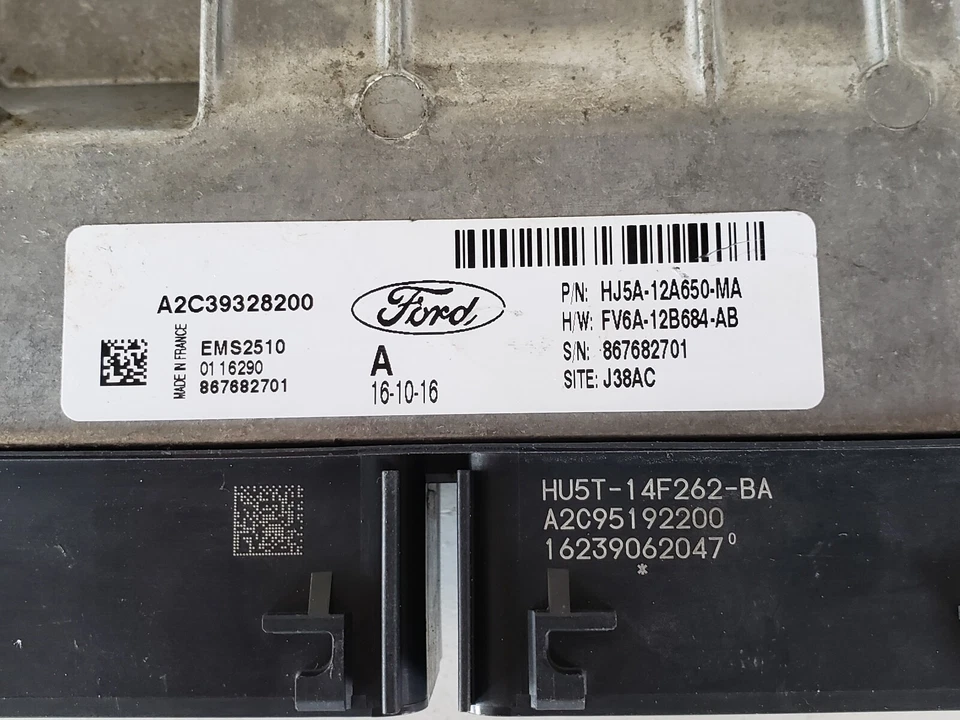 A2C39328200
MADE IN FRANCE
EMS2510
01 16290
867682701
Ford
A
16-10-16
P/N: HJ5A-12A650-MA
H/W: FV6A-12B684-AB
S/N: 867682701
SITE: J38AC
HU5T-14F262-BA
A2C95192200
16239062047⁰
*